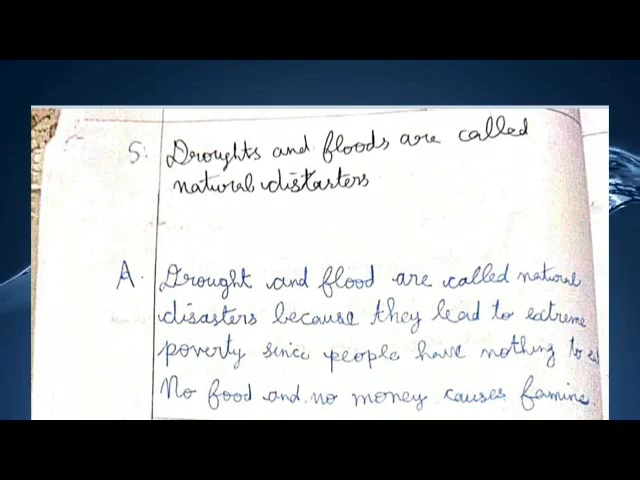 5. Droughts and floods are called
natural distasters
A. Drought and flood are called natural
disasters because they lead to extreme
poverty since people have nothing to
No food and no money causes famine.